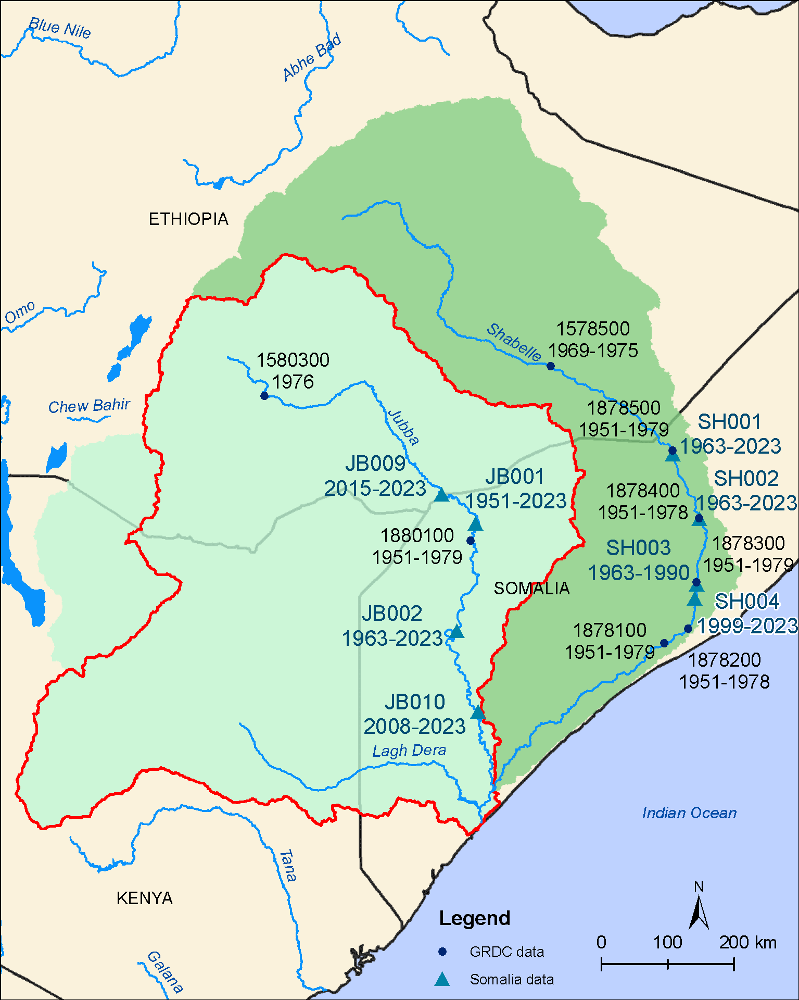 Blue Nile
Abhe Bad
ETHIOPIA
Omo
Shabelle
1578500
1969-1975
1580300
1976
Chew Bahir
Jubba
1878500
1951-1979
SH001
1963-2023
JB009
2015-2023
JB001
1951-2023
SH002
1963-2023
1878400
1951-1978
1880100
1951-1979
SH003
1963-1990
1878300
1951-1979
SOMALIA
SH004
1999-2023
JB002
1963-2023
1878100
1951-1979
1878200
1951-1978
JB010
2008-2023
Lagh Dera
Indian Ocean
Tana
KENYA
Galana
N
Legend
GRDC data
Somalia data
0 100 200 km